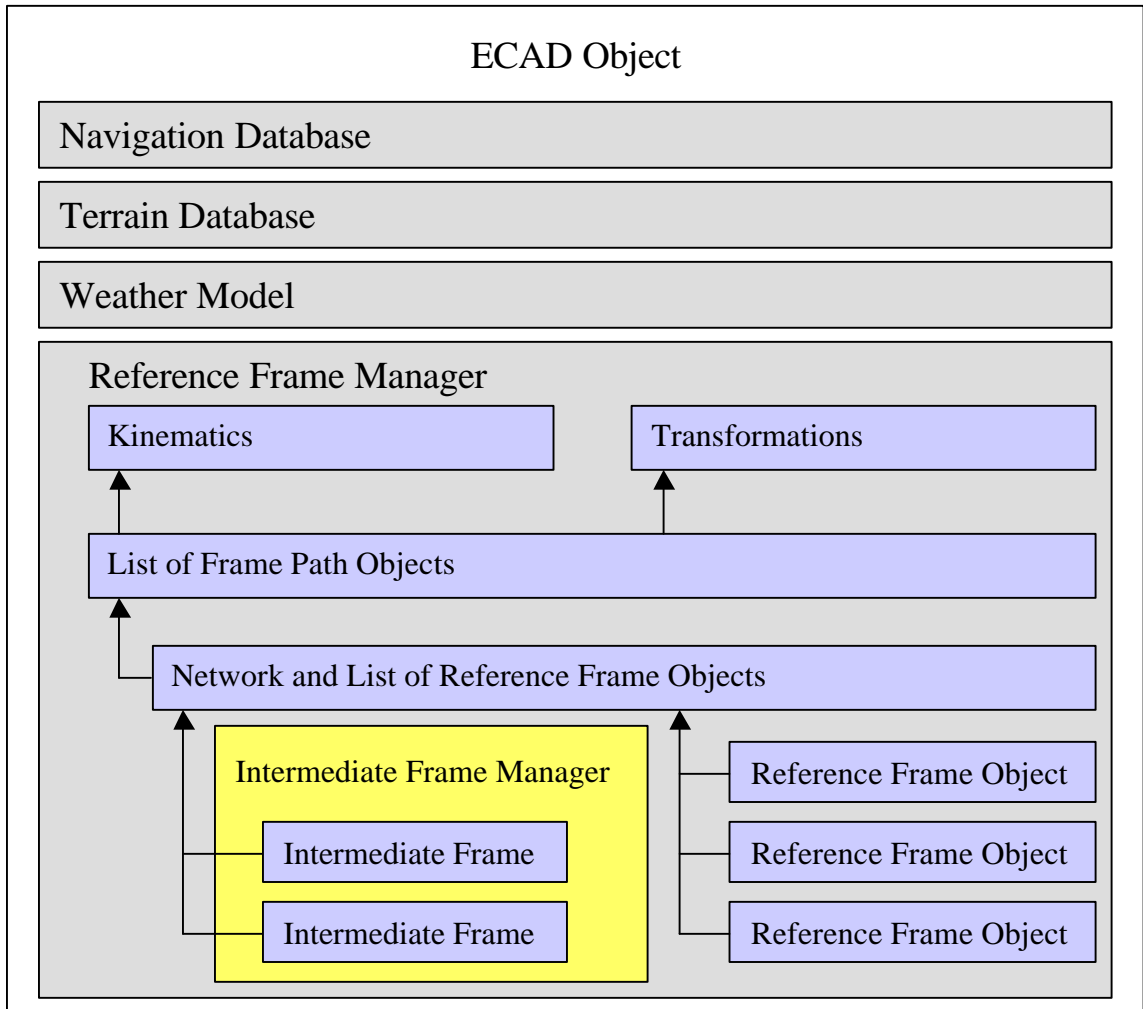 ECAD Object
Navigation Database
Terrain Database
Weather Model
Reference Frame Manager
Kinematics
Transformations
List of Frame Path Objects
Network and List of Reference Frame Objects
Intermediate Frame Manager
Intermediate Frame
Intermediate Frame
Reference Frame Object
Reference Frame Object
Reference Frame Object